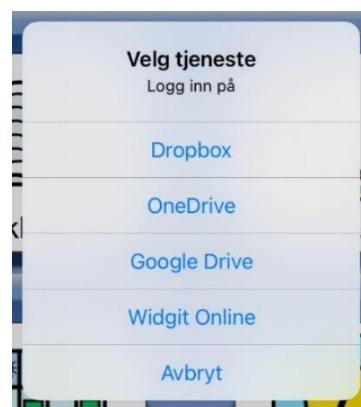 Velg tjeneste
Logg inn på
Dropbox
OneDrive
Google Drive
Widgit Online
Avbryt